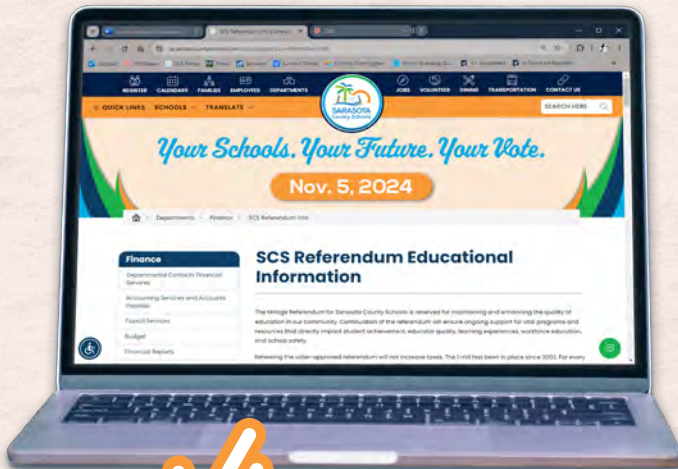 SCS Referendum Info
REGISTER CALENDARS FAMILIES EMPLOYEES DEPARTMENTS
JOBS VOLUNTEER DINING TRANSPORTATION CONTACT US
QUICK LINKS SCHOOLS TRANSLATE
SARASOTA
County Schools
SEARCH HERE
Your Schools. Your Future. Your Vote.
Nov. 5, 2024
Departments Finance SCS Referendum Info
Finance
Departmental Contacts Financial
Services
Accounting Services and Accounts
Payable
Payroll Services
Budget
Financial Reports
SCS Referendum Educational
Information
The Millage Referendum for Sarasota County Schools is reserved for maintaining and enhancing the quality of
education in our community. Continuation of the referendum will ensure ongoing support for vital programs and
resources that directly impact student achievement, educator quality, learning experiences, workforce education,
and school safety.
Renewing the voter-approved referendum will not increase taxes. The 1 mill has been in place since 2002. For every